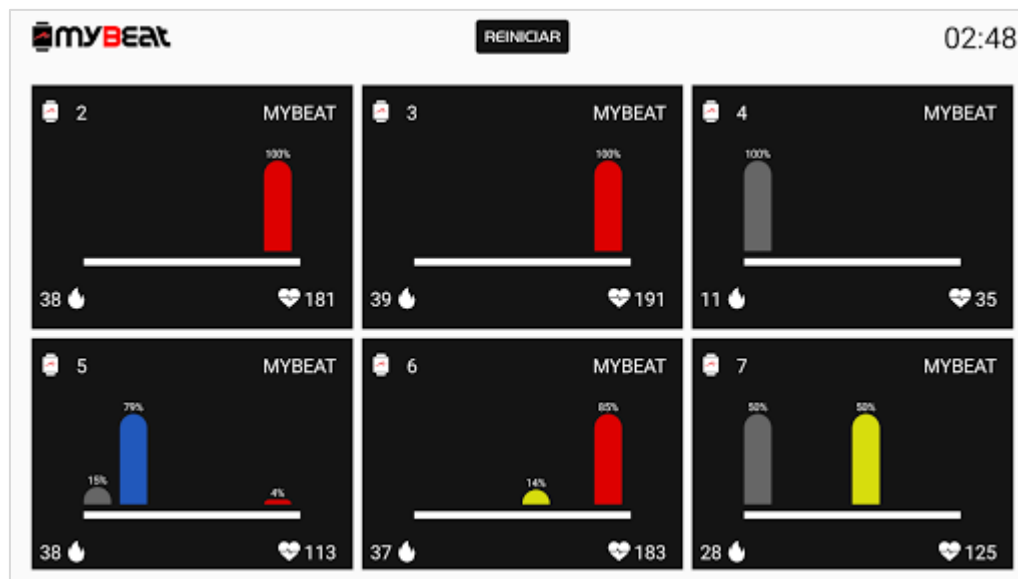 MYBEAT
REINICIAR
02:48
2 MYBEAT
100%
38 181
3 MYBEAT
100%
39 191
4 MYBEAT
100%
11 35
5 MYBEAT
79%
15%
4%
38 113
6 MYBEAT
85%
14%
37 183
7 MYBEAT
50% 50%
28 125